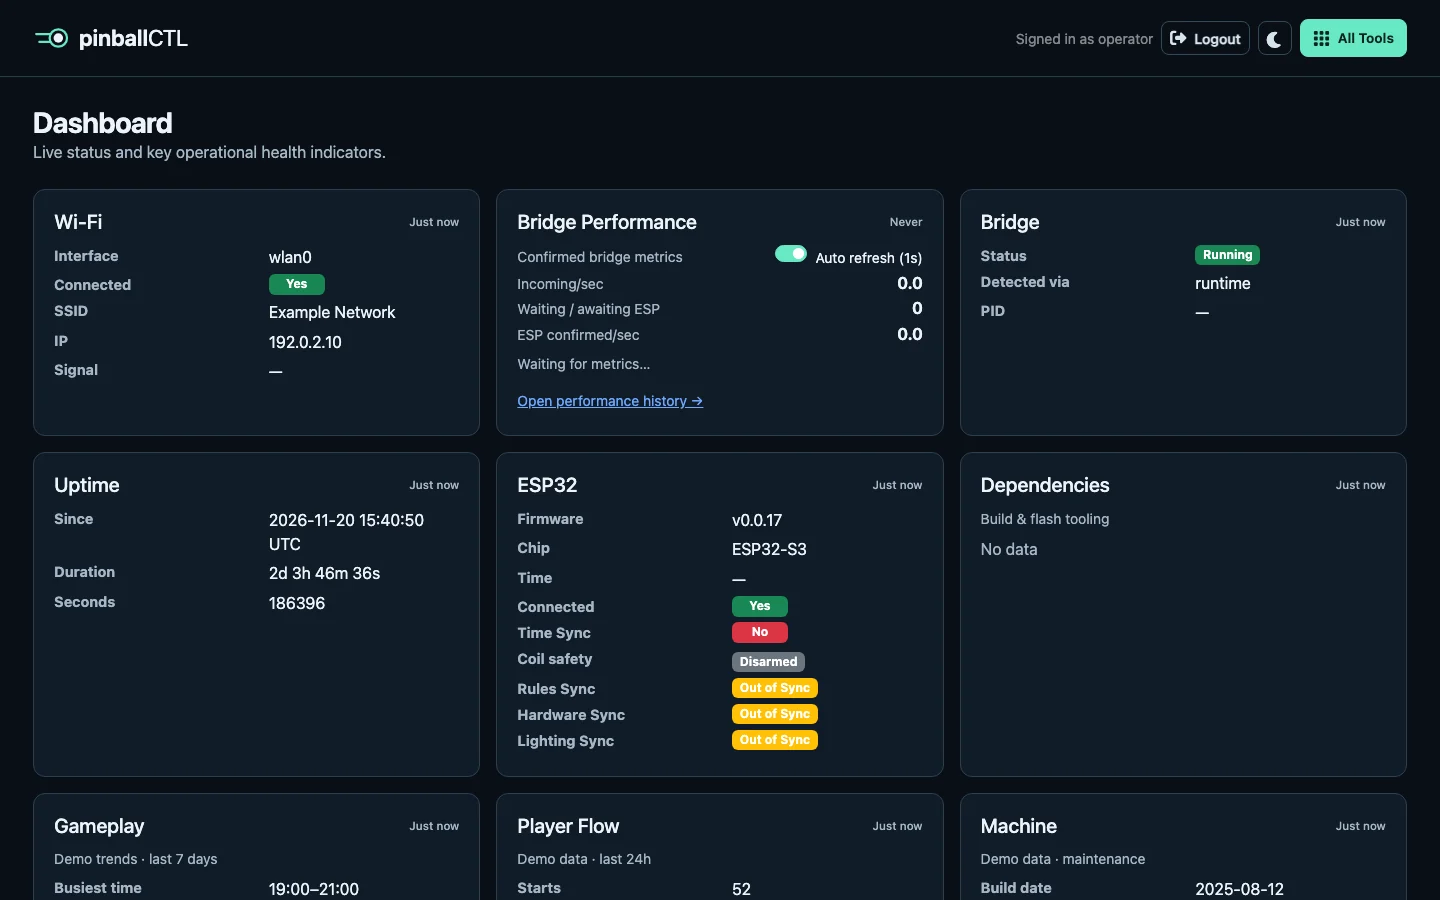 pinballCTL
Signed in as operator
Logout
All Tools
Dashboard
Live status and key operational health indicators.
Wi-Fi
Just now
Interface
wlan0
Connected
Yes
SSID
Example Network
IP
192.0.2.10
Signal
—
Bridge Performance
Never
Confirmed bridge metrics
Auto refresh (1s)
Incoming/sec
0.0
Waiting / awaiting ESP
0
ESP confirmed/sec
0.0
Waiting for metrics...
Open performance history →
Bridge
Just now
Status
Running
Detected via
runtime
PID
—
Uptime
Just now
Since
2026-11-20 15:40:50
UTC
Duration
2d 3h 46m 36s
Seconds
186396
ESP32
Just now
Firmware
v0.0.17
Chip
ESP32-S3
Time
—
Connected
Yes
Time Sync
No
Coil safety
Disarmed
Rules Sync
Out of Sync
Hardware Sync
Out of Sync
Lighting Sync
Out of Sync
Dependencies
Just now
Build & flash tooling
No data
Gameplay
Just now
Demo trends · last 7 days
Busiest time
19:00–21:00
Player Flow
Just now
Demo data · last 24h
Starts
52
Machine
Just now
Demo data · maintenance
Build date
2025-08-12